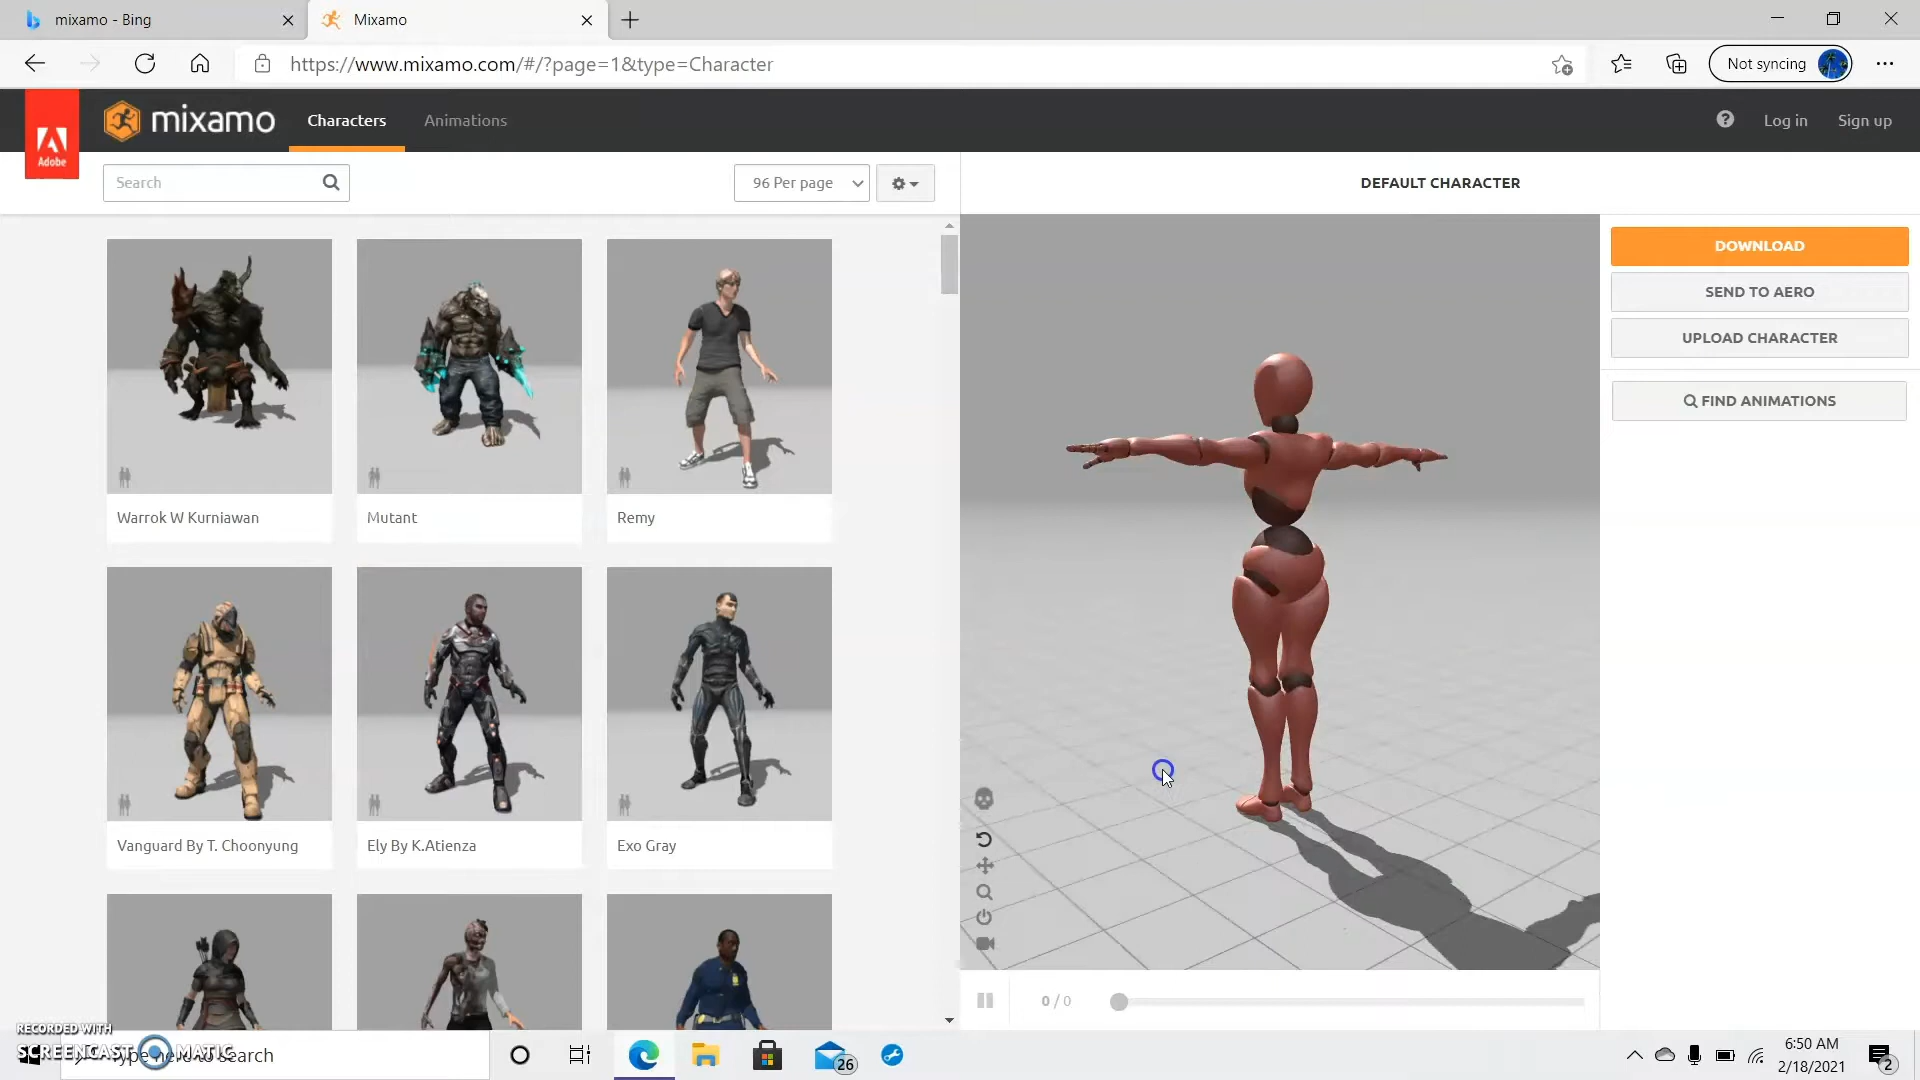 mixamo - Bing
Mixamo
https://www.mixamo.com/#/?page=1&type=Character
Not syncing
Adobe
mixamo
Characters
Animations
Log in
Sign up
Search
96 Per page
DEFAULT CHARACTER
DOWNLOAD
SEND TO AERO
UPLOAD CHARACTER
FIND ANIMATIONS
Warrok W Kurniawan
Mutant
Remy
Vanguard By T. Choonyung
Ely By K.Atienza
Exo Gray
0 / 0
RECORDED WITH
SCREENCAST MATIC
Type here to search
26
6:50 AM
2/18/2021
2